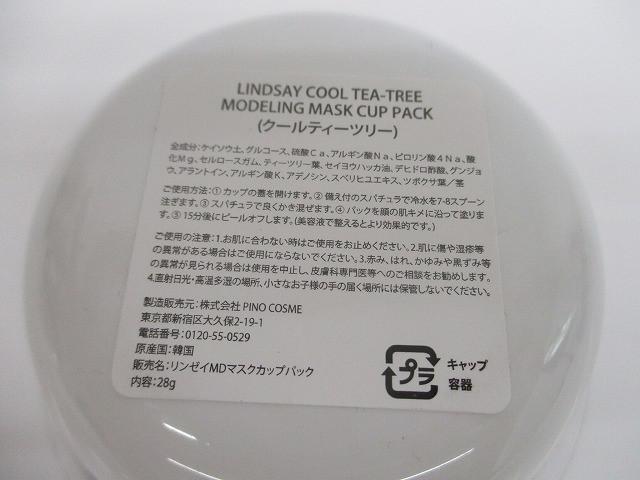 LINDSAY COOL TEA-TREE
MODELING MASK CUP PACK
(クールティーツリー)
全成分:ケイソウ土、グルコース、硫酸Ca、アルギン酸Na、ピロリン酸4Na、酸
化Mg、セルロースガム、ティーツリー葉、セイヨウハッカ油、デヒドロ酢酸、グンジョ
ウ、アラントイン、アルギン酸K、アデノシン、スベリヒユエキス、ツボクサ葉/茎
ご使用方法:① カップの蓋を開けます。② 備え付のスパチュラで冷水を7-8スプーン
注ぎます。③ スパチュラで良くかき混ぜます。④ パックを顔の肌キメに沿って塗りま
す。⑤ 15分後にピールオフします。(美容液で整えるとより効果的です。)
ご使用の注意:1.お肌に合わない時はご使用をお止めください。2.肌に傷や湿疹等
の異常がある場合はご使用にならないでください。3.赤み、はれ、かゆみや黒ずみ等
の異常が見られる場合は使用を中止し、皮膚科専門医等へのご相談をお勧めします。
4.直射日光・高温多湿の場所、小さなお子様の手の届く場所には保管しないでください。
製造販売元:株式会社 PINO COSME
東京都新宿区大久保2-19-1
電話番号:0120-55-0529
原産国:韓国
販売名:リンゼイMDマスクカップパック
内容:28g
プラ
キャップ
容器